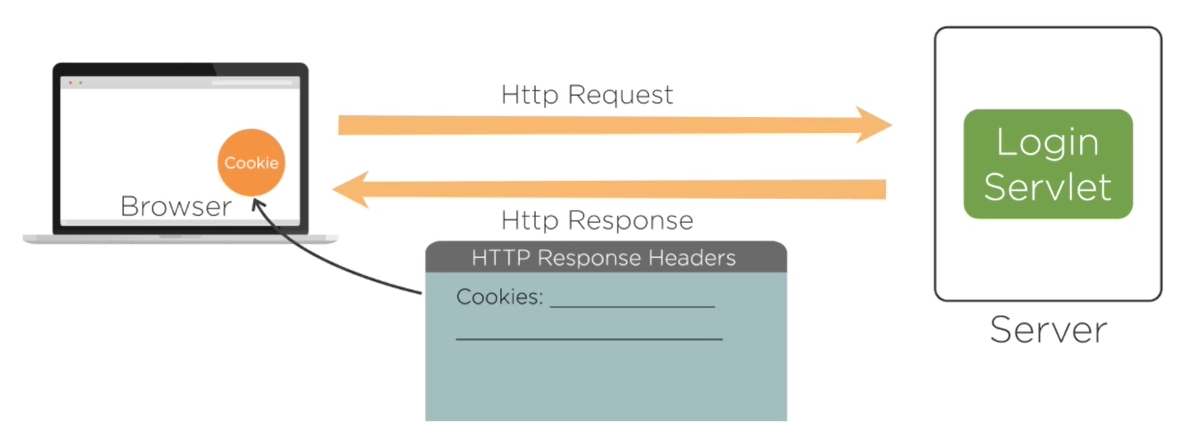 Http Request
Login
Servlet
Cookie
Browser
Http Response
HTTP Response Headers
Cookies:
Server